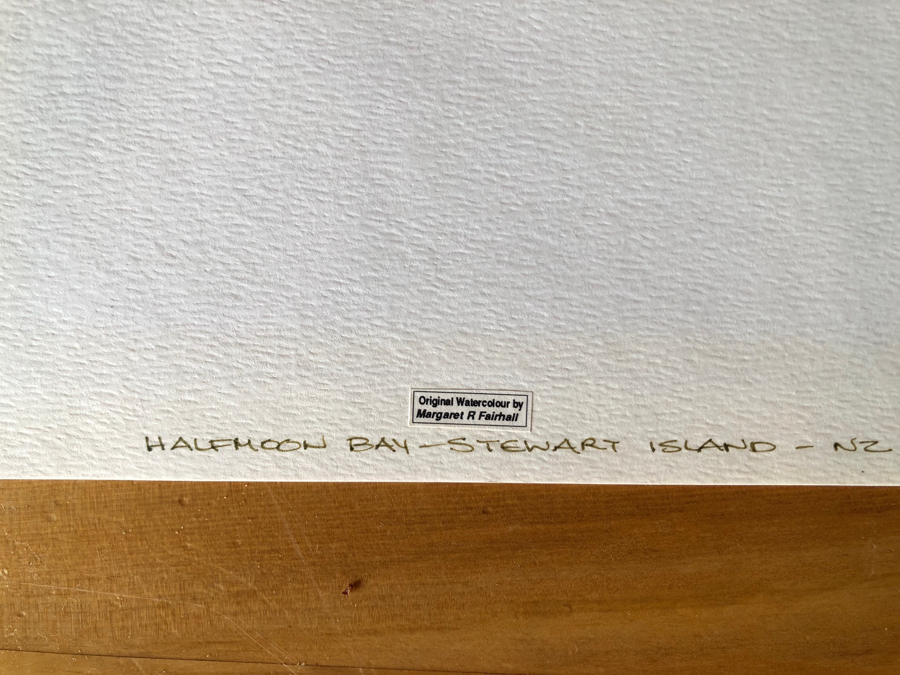 Original Watercolour by
Margaret R Fairhall
HALFMOON BAY – STEWART ISLAND – NZ